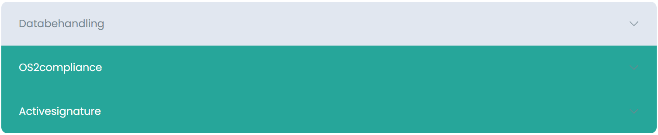 Databehandling
OS2compliance
Activesignature